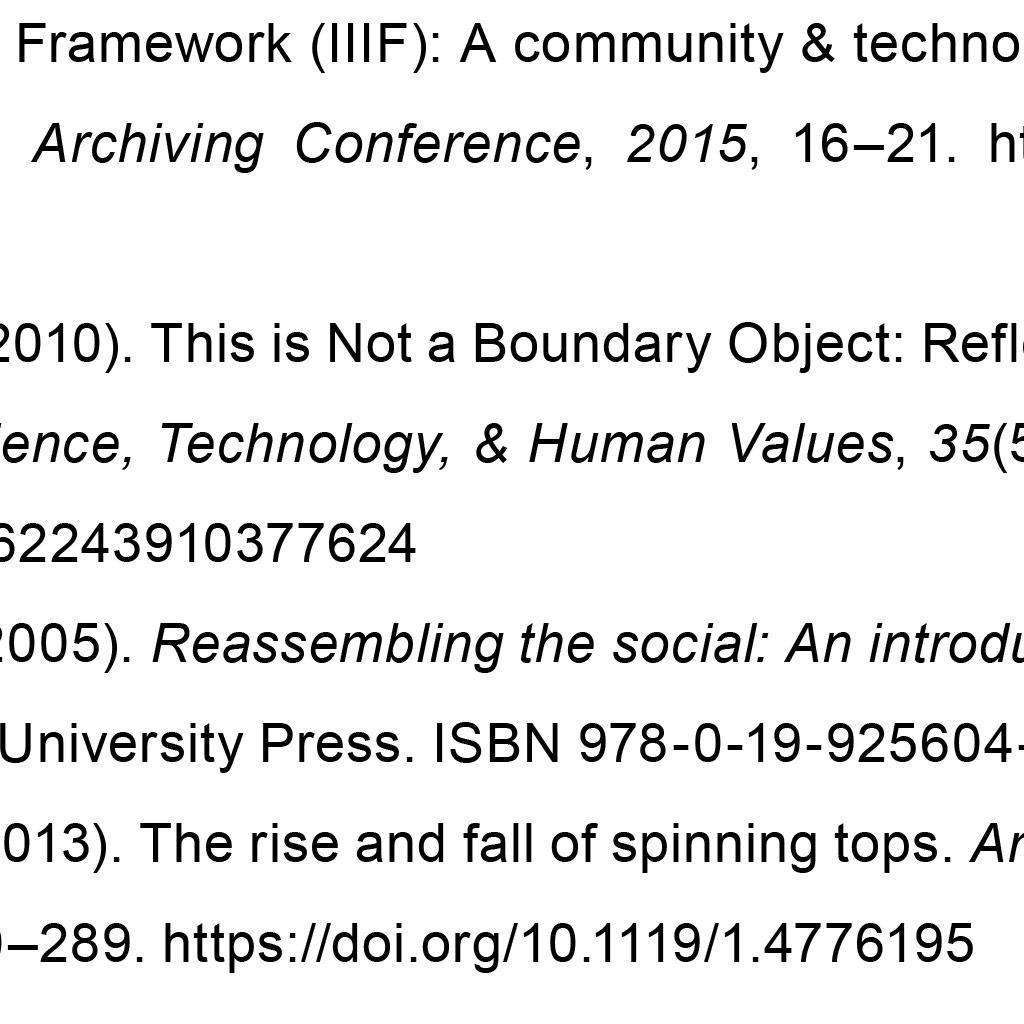 Framework (IIIF): A community & techno
Archiving Conference, 2015, 16–21. ht
2010). This is Not a Boundary Object: Refle
ience, Technology, & Human Values, 35(5
62243910377624
2005). Reassembling the social: An introdu
University Press. ISBN 978-0-19-925604-
013). The rise and fall of spinning tops. Am
–289. https://doi.org/10.1119/1.4776195